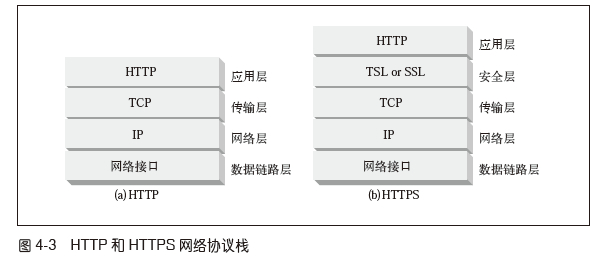 HTTP 应用层
TCP 传输层
IP 网络层
网络接口 数据链路层
(a) HTTP
HTTP 应用层
TSL or SSL 安全层
TCP 传输层
IP 网络层
网络接口 数据链路层
(b) HTTPS
图 4-3 HTTP 和 HTTPS 网络协议栈